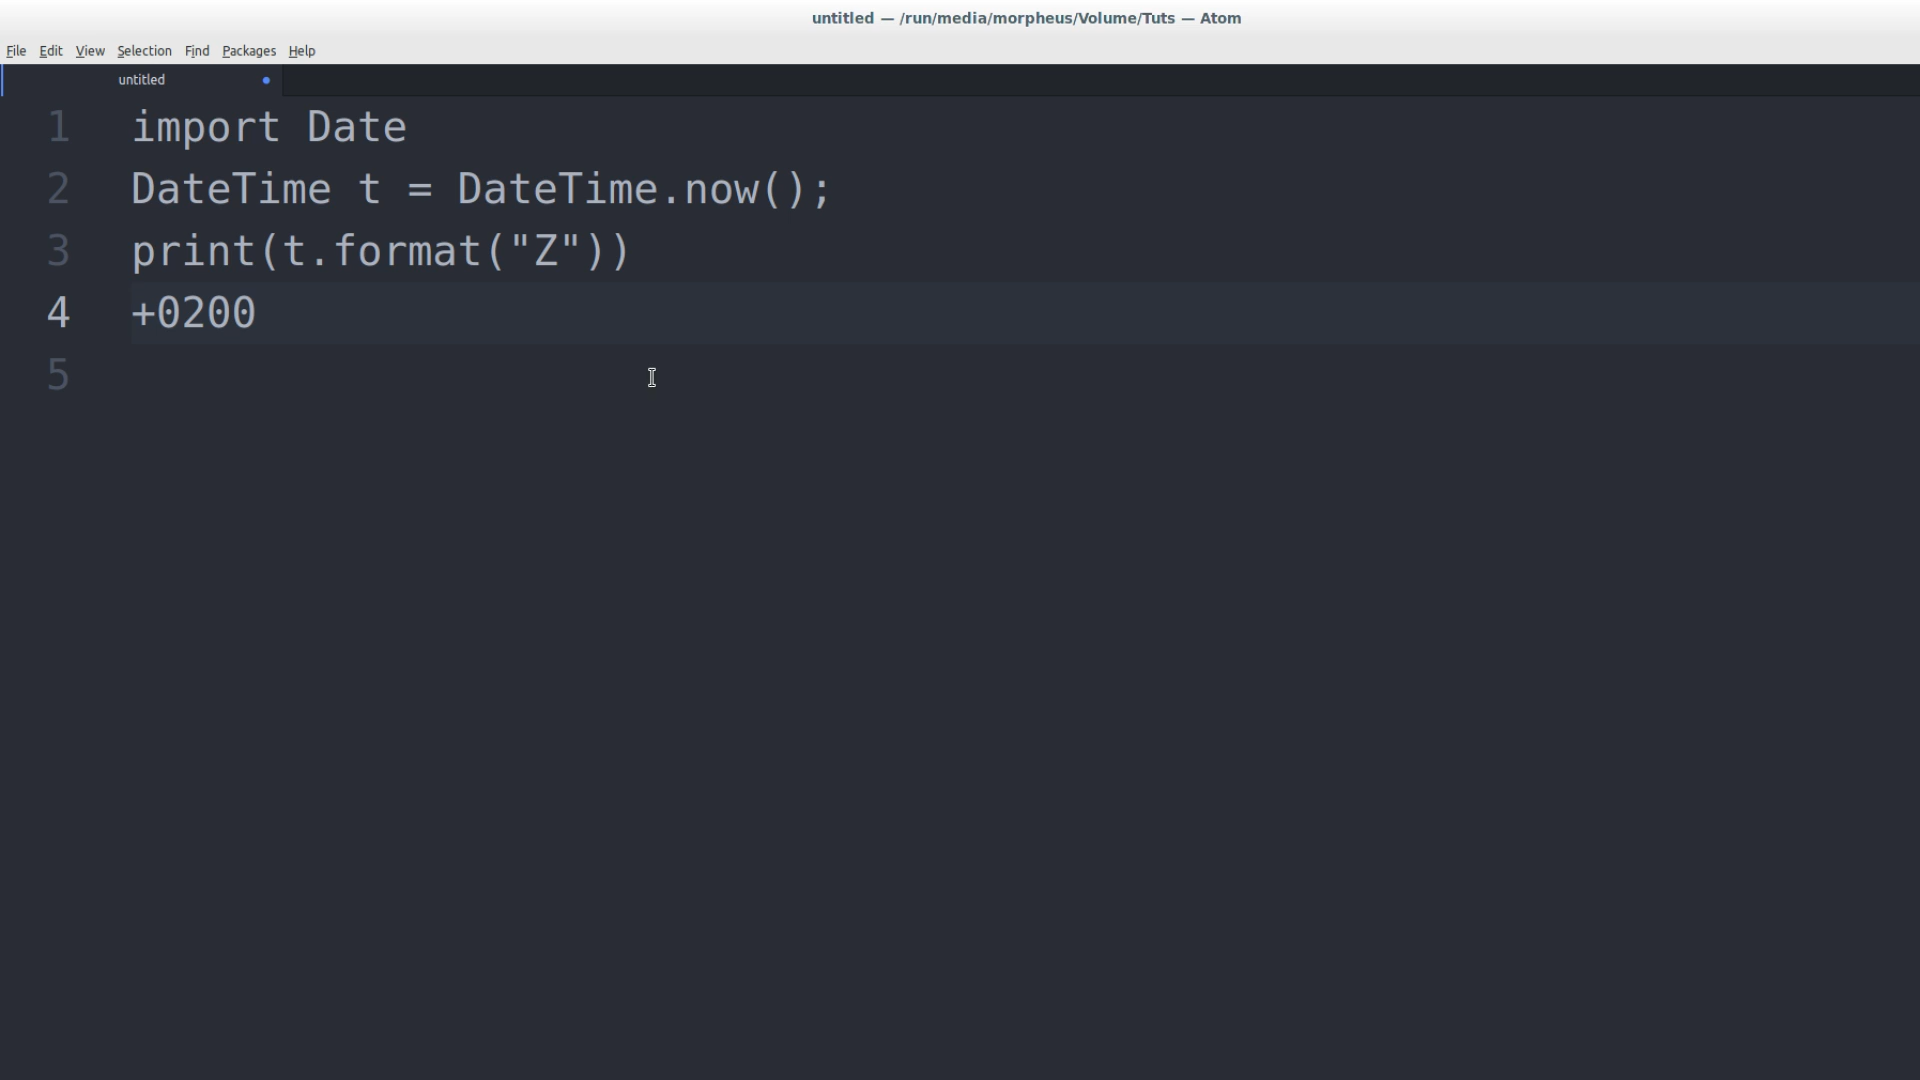 untitled — /run/media/morpheus/Volume/Tuts — Atom
File Edit View Selection Find Packages Help
untitled
1 import Date
2 DateTime t = DateTime.now();
3 print(t.format("Z"))
4 +0200
5